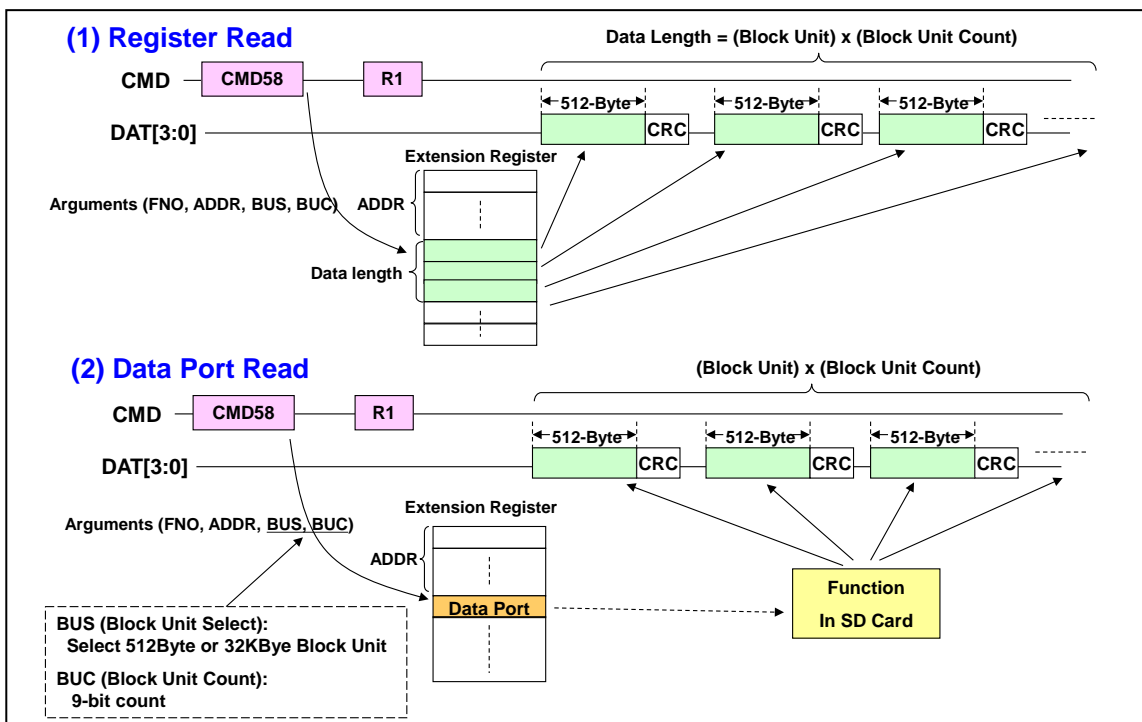 (1) Register Read
Data Length = (Block Unit) x (Block Unit Count)
CMD
CMD58
R1
512-Byte
512-Byte
512-Byte
DAT[3:0]
CRC
CRC
CRC
Extension Register
Arguments (FNO, ADDR, BUS, BUC)
ADDR
Data length
(2) Data Port Read
(Block Unit) x (Block Unit Count)
CMD
CMD58
R1
512-Byte
512-Byte
512-Byte
DAT[3:0]
CRC
CRC
CRC
Extension Register
Arguments (FNO, ADDR, BUS, BUC)
ADDR
Data Port
Function
In SD Card
BUS (Block Unit Select):
Select 512Byte or 32KBye Block Unit
BUC (Block Unit Count):
9-bit count